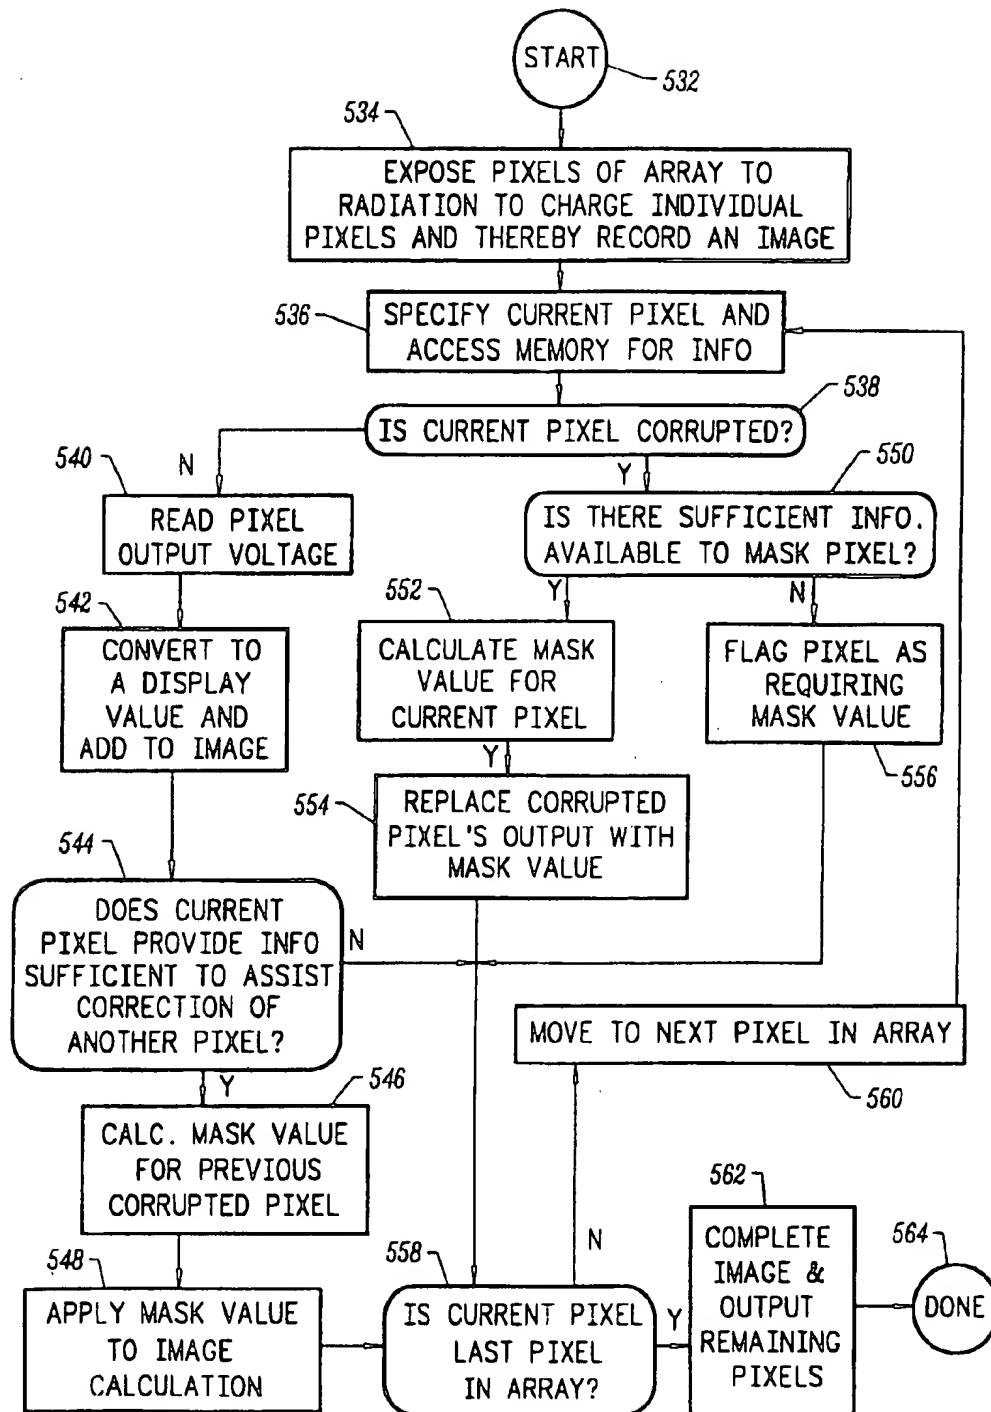 START
532
534
EXPOSE PIXELS OF ARRAY TO
RADIATION TO CHARGE INDIVIDUAL
PIXELS AND THEREBY RECORD AN IMAGE
536
SPECIFY CURRENT PIXEL AND
ACCESS MEMORY FOR INFO
538
IS CURRENT PIXEL CORRUPTED?
N
Y
540
READ PIXEL
OUTPUT VOLTAGE
550
IS THERE SUFFICIENT INFO.
AVAILABLE TO MASK PIXEL?
Y
N
542
CONVERT TO
A DISPLAY
VALUE AND
ADD TO IMAGE
552
CALCULATE MASK
VALUE FOR
CURRENT PIXEL
Y
FLAG PIXEL AS
REQUIRING
MASK VALUE
556
554
REPLACE CORRUPTED
PIXEL'S OUTPUT WITH
MASK VALUE
544
DOES CURRENT
PIXEL PROVIDE INFO
SUFFICIENT TO ASSIST
CORRECTION OF
ANOTHER PIXEL?
N
Y
MOVE TO NEXT PIXEL IN ARRAY
560
546
CALC. MASK VALUE
FOR PREVIOUS
CORRUPTED PIXEL
548
APPLY MASK VALUE
TO IMAGE
CALCULATION
558
N
IS CURRENT PIXEL
LAST PIXEL
IN ARRAY?
Y
562
COMPLETE
IMAGE &
OUTPUT
REMAINING
PIXELS
564
DONE